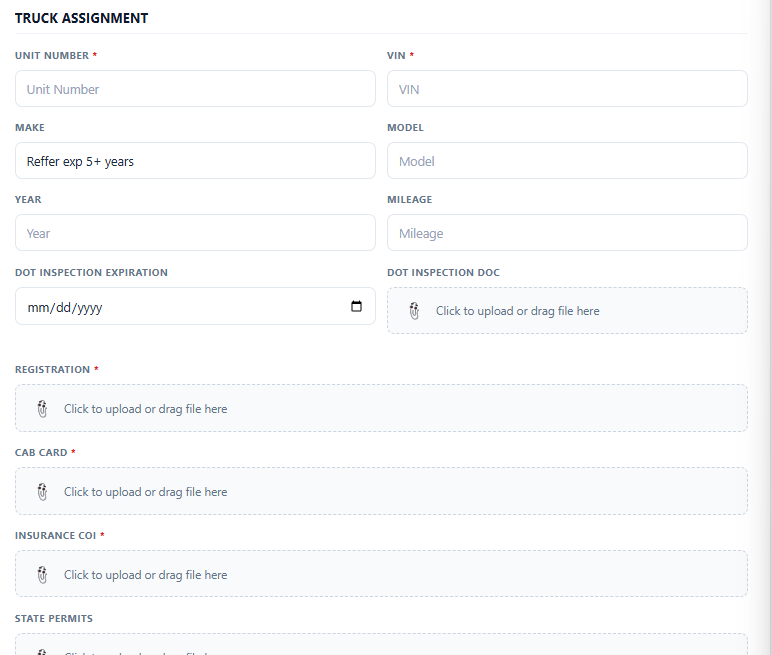 TRUCK ASSIGNMENT
UNIT NUMBER * VIN *
Unit Number VIN
MAKE MODEL
Reffer exp 5+ years Model
YEAR MILEAGE
Year Mileage
DOT INSPECTION EXPIRATION DOT INSPECTION DOC
mm/dd/yyyy Click to upload or drag file here
REGISTRATION *
Click to upload or drag file here
CAB CARD *
Click to upload or drag file here
INSURANCE COI *
Click to upload or drag file here
STATE PERMITS